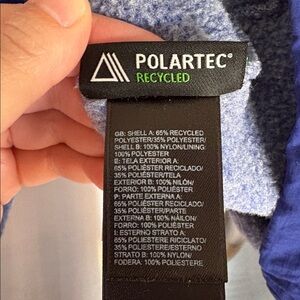 POLARTEC®
RECYCLED
GB: SHELL A: 65% RECYCLED
POLYESTER/35% POLYESTER/
SHELL B: 100% NYLON/LINING:
100% POLYESTER
E: TELA EXTERIOR A:
65% POLIÉSTER RECICLADO/
35% POLIÉSTER/TELA
EXTERIOR B: 100% NILÓN/
FORRO: 100% POLIÉSTER
P: PARTE EXTERNA A:
65% POLIÉSTER RECICLADO/
35% POLIÉSTER/PARTE
EXTERNA B: 100% NÁILON/
FORRO: 100% POLIÉSTER
I: ESTERNO STRATO A:
65% POLIESTERE RICICLATO/
35% POLIESTERE/ESTERNO
STRATO B: 100% NYLON/
FODERA: 100% POLIESTERE